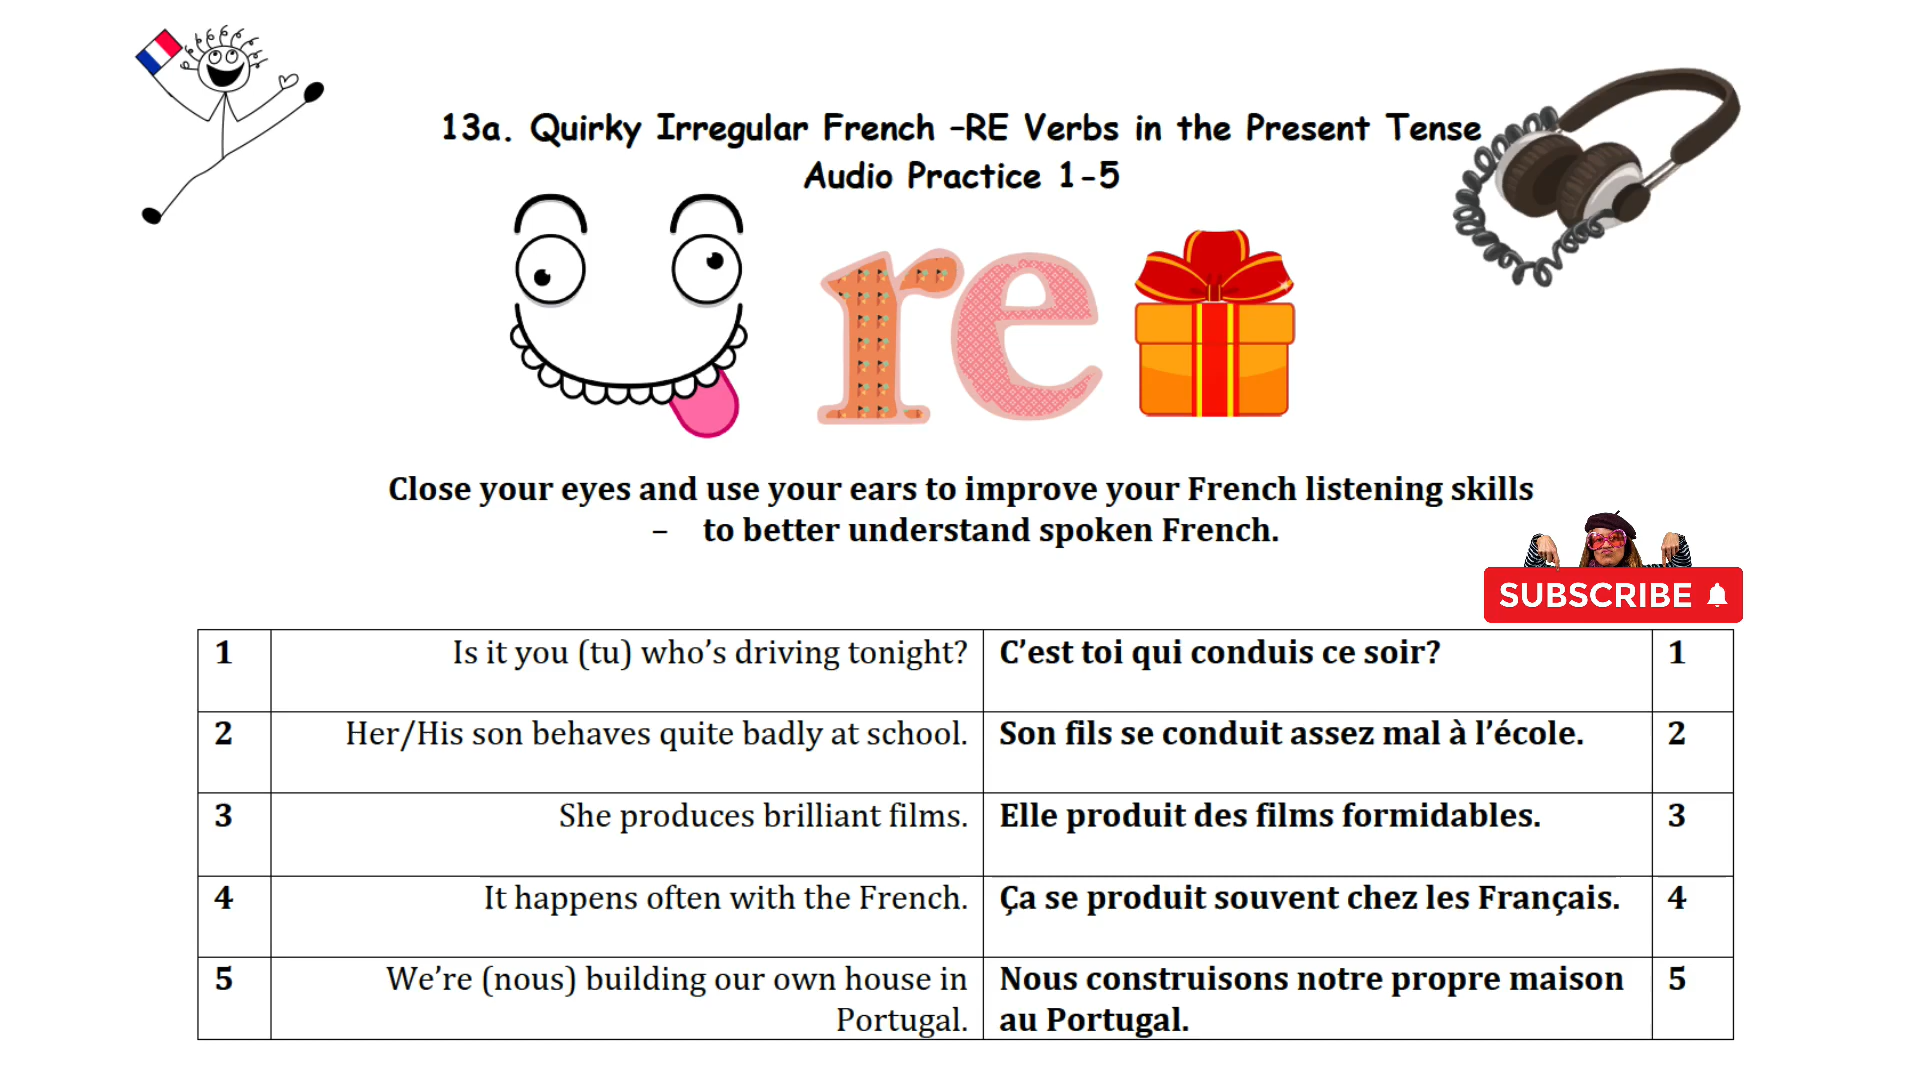 13a. Quirky Irregular French –RE Verbs in the Present Tense
Audio Practice 1-5
re
Close your eyes and use your ears to improve your French listening skills
– to better understand spoken French.
SUBSCRIBE
1 Is it you (tu) who’s driving tonight? C’est toi qui conduis ce soir? 1
2 Her/His son behaves quite badly at school. Son fils se conduit assez mal à l’école. 2
3 She produces brilliant films. Elle produit des films formidables. 3
4 It happens often with the French. Ça se produit souvent chez les Français. 4
5 We’re (nous) building our own house in Nous construisons notre propre maison 5
Portugal. au Portugal.